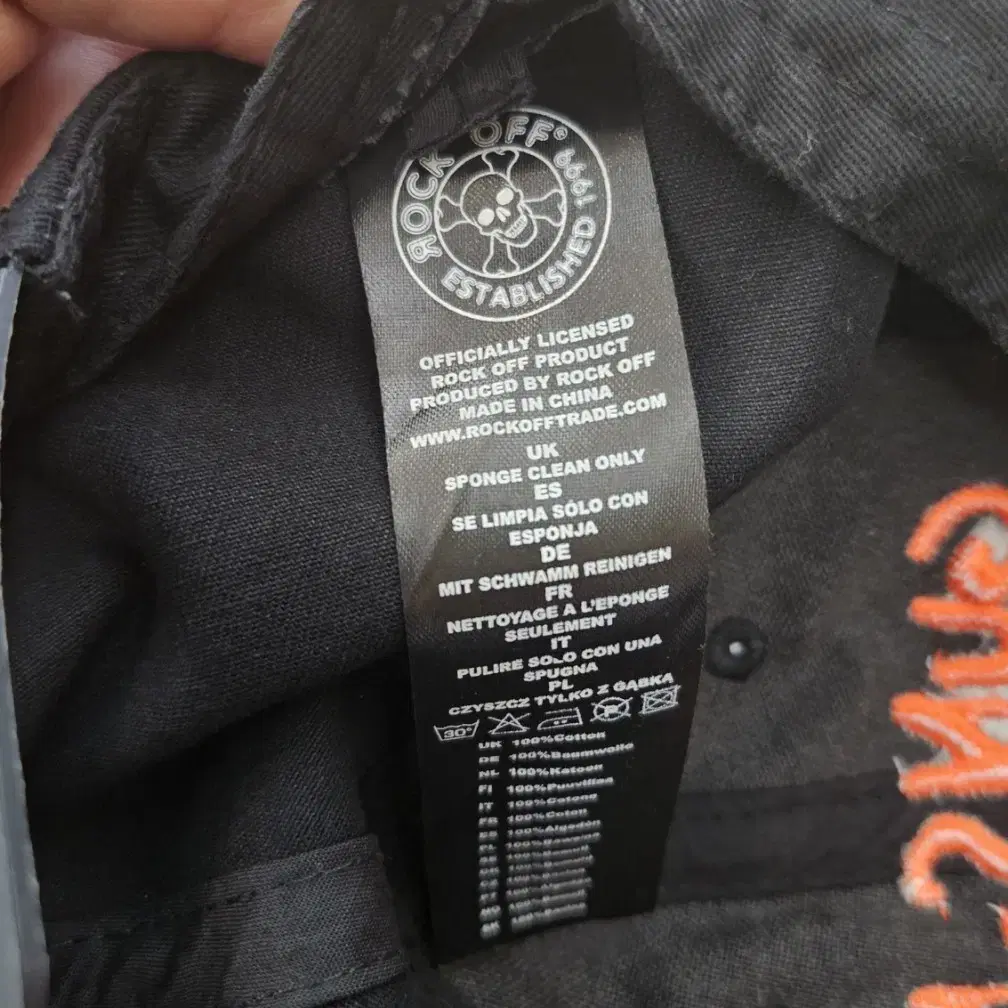 ROCK OFF®
ESTABLISHED 1999
OFFICIALLY LICENSED
ROCK OFF PRODUCT
PRODUCED BY ROCK OFF
MADE IN CHINA
WWW.ROCKOFFTRADE.COM
UK
SPONGE CLEAN ONLY
ES
SE LIMPIA SÓLO CON
ESPONJA
DE
MIT SCHWAMM REINIGEN
FR
NETTOYAGE A L'EPONGE
SEULEMENT
IT
PULIRE SOLO CON UNA
SPUGNA
PL
CZYSZCZ TYLKO Z GĄBKĄ
30°
UK 100%Cotton
DE 100%Baumwolle
NL 100%Katoen
FI 100%Puuvillaa
IT 100%Cotone
FR 100%Coton
ES 100%Algodón